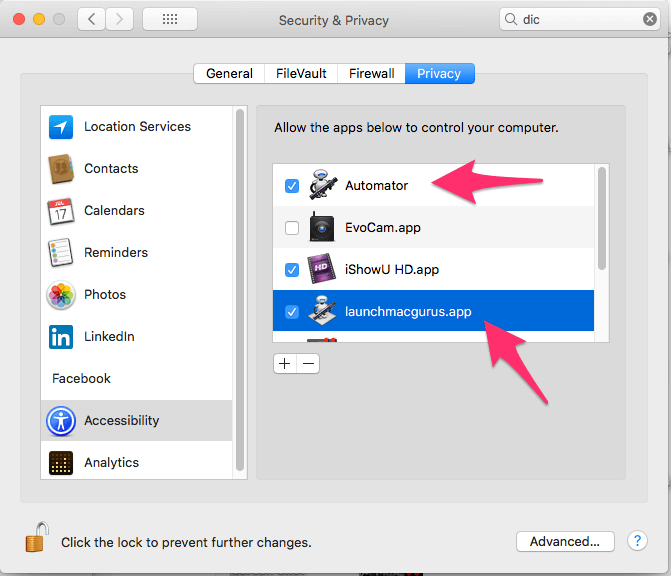 Security & Privacy
dic
General FileVault Firewall Privacy
Allow the apps below to control your computer.
Location Services
Contacts
JUL
17
Calendars
Reminders
Photos
in
LinkedIn
Facebook
Accessibility
Analytics
Automator
EvoCam.app
HD
iShowU HD.app
launchmacgurus.app
+ −
Click the lock to prevent further changes.
Advanced... ?